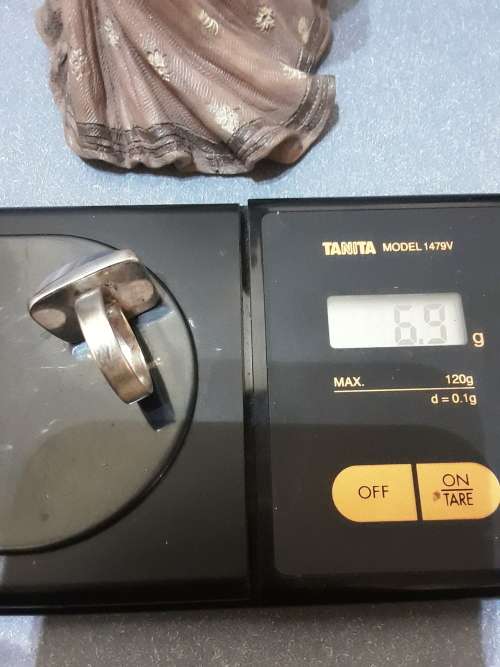 TANITA MODEL 1479V
6.9 g
MAX. 120g
d = 0.1g
OFF
ON
TARE